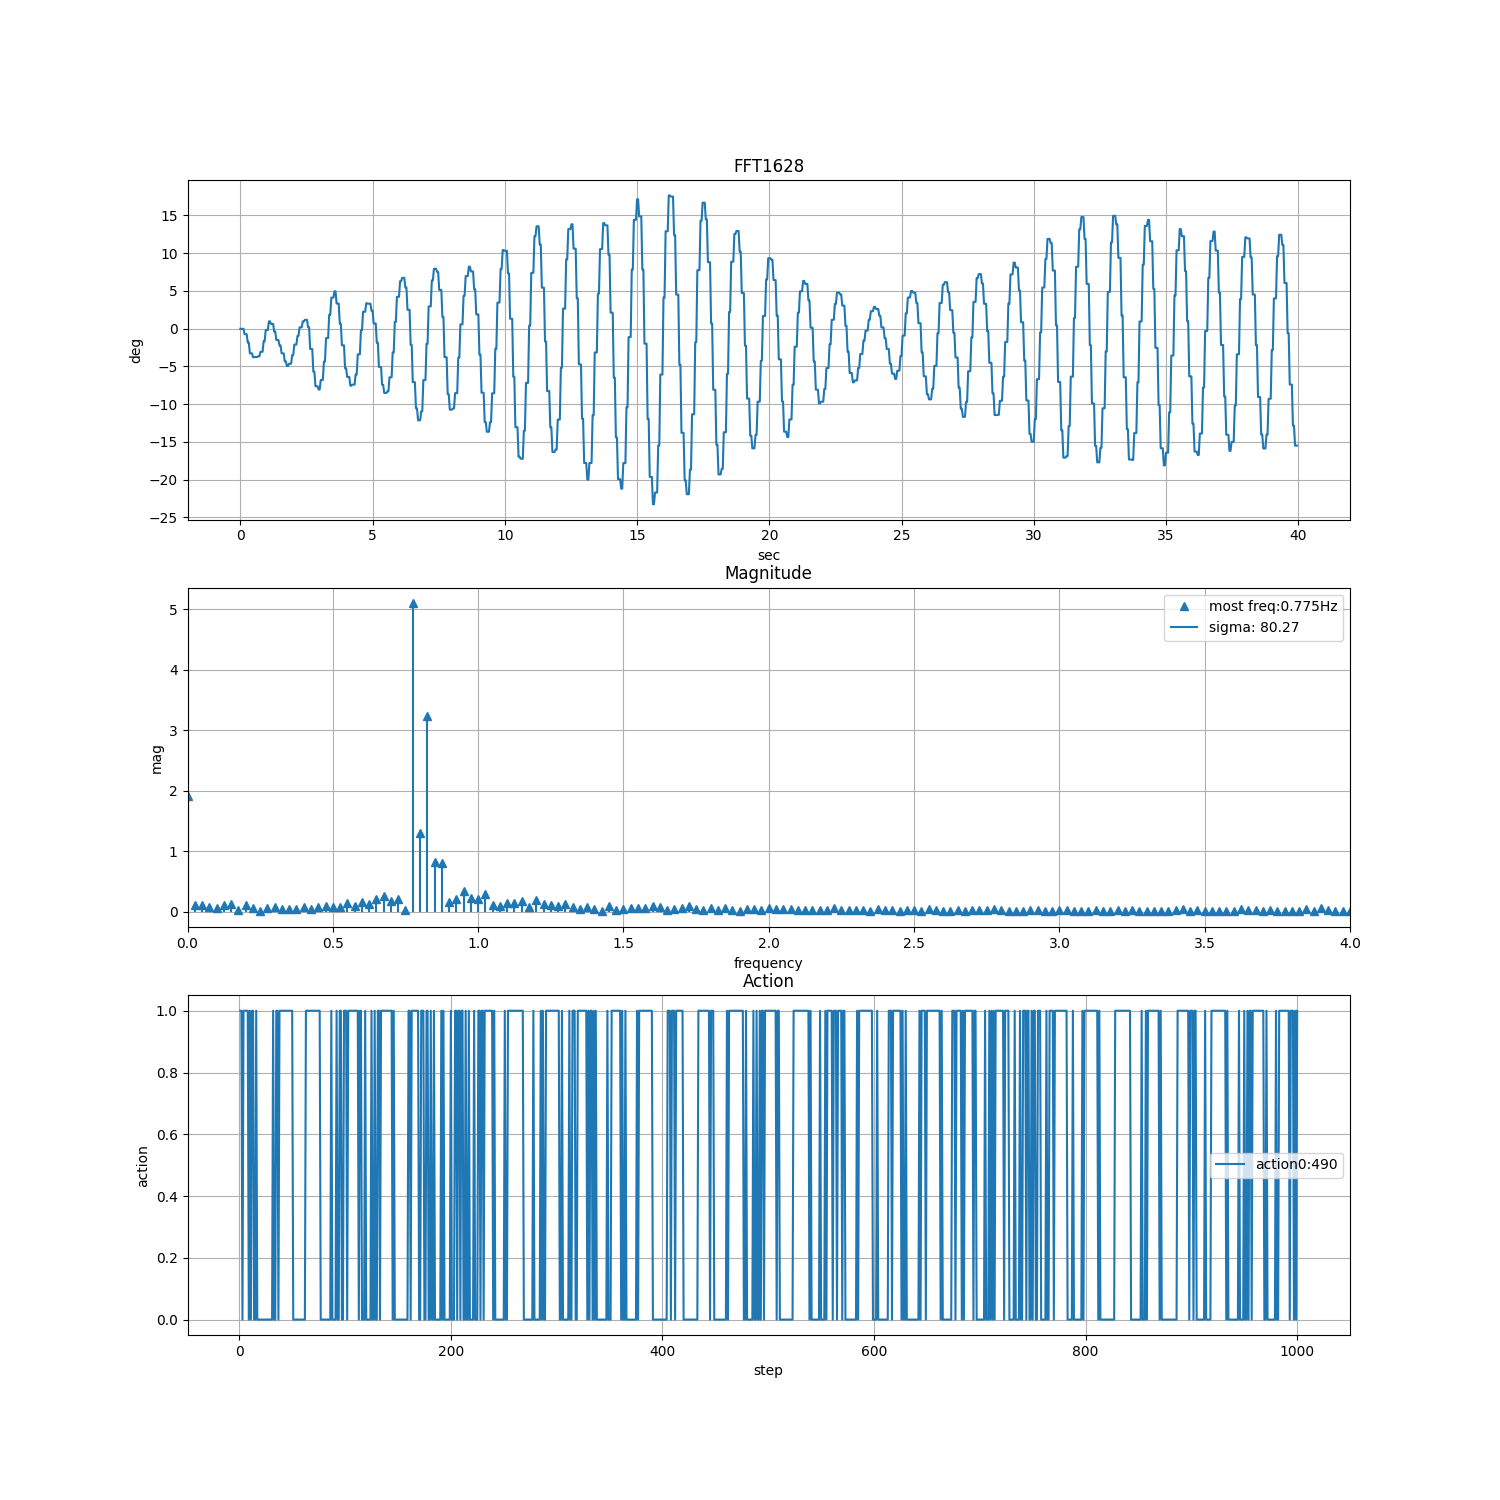 FFT1628
15
10
5
0
−5
−10
−15
−20
−25
deg
0 5 10 15 20 25 30 35 40
sec
Magnitude
most freq:0.775Hz
sigma: 80.27
5
4
3
2
1
0
mag
0.0 0.5 1.0 1.5 2.0 2.5 3.0 3.5 4.0
frequency
Action
1.0
0.8
0.6
0.4
0.2
0.0
action
action0:490
0 200 400 600 800 1000
step